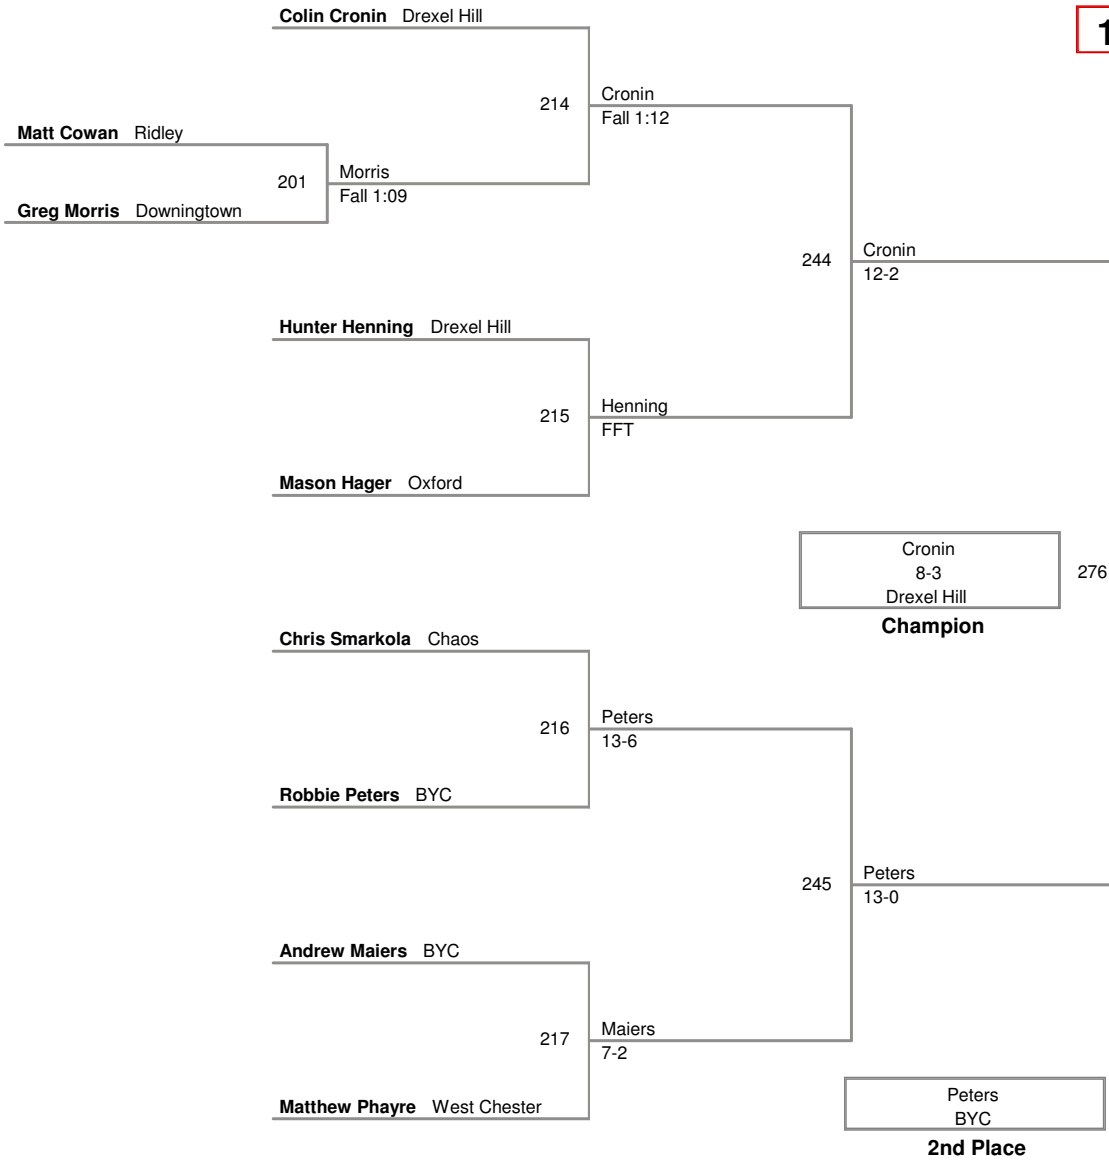 Colin Cronin Drexel Hill
1
214
Cronin
Fall 1:12
Matt Cowan Ridley
201
Morris
Fall 1:09
Greg Morris Downingtown
244
Cronin
12-2
Hunter Henning Drexel Hill
215
Henning
FFT
Mason Hager Oxford
Cronin
8-3
Drexel Hill
276
Champion
Chris Smarkola Chaos
216
Peters
13-6
Robbie Peters BYC
245
Peters
13-0
Andrew Maiers BYC
217
Maiers
7-2
Matthew Phayre West Chester
Peters
BYC
2nd Place